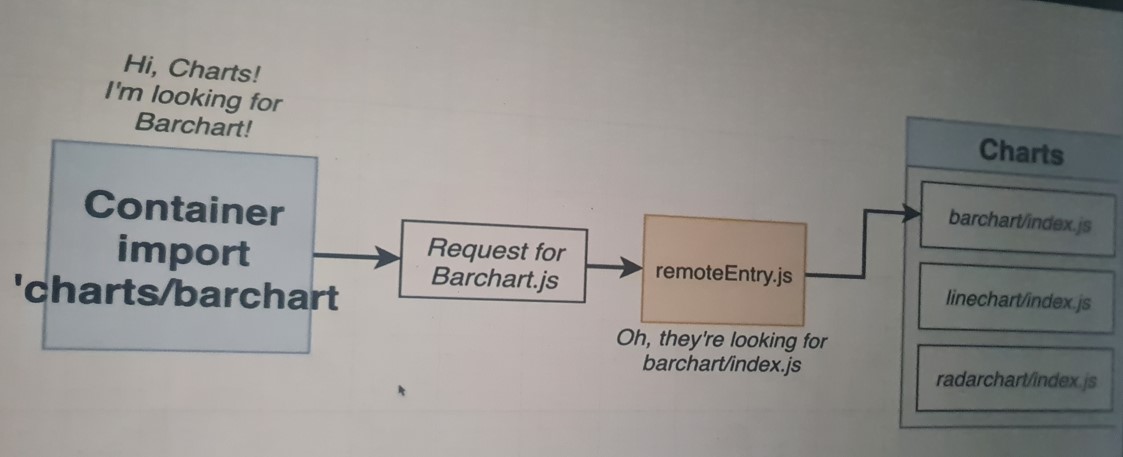 Hi, Charts!
I'm looking for
Barchart!
Container
import
'charts/barchart
Request for
Barchart.js
remoteEntry.js
Oh, they're looking for
barchart/index.js
Charts
barchart/index.js
linechart/index.js
radarchart/index.js